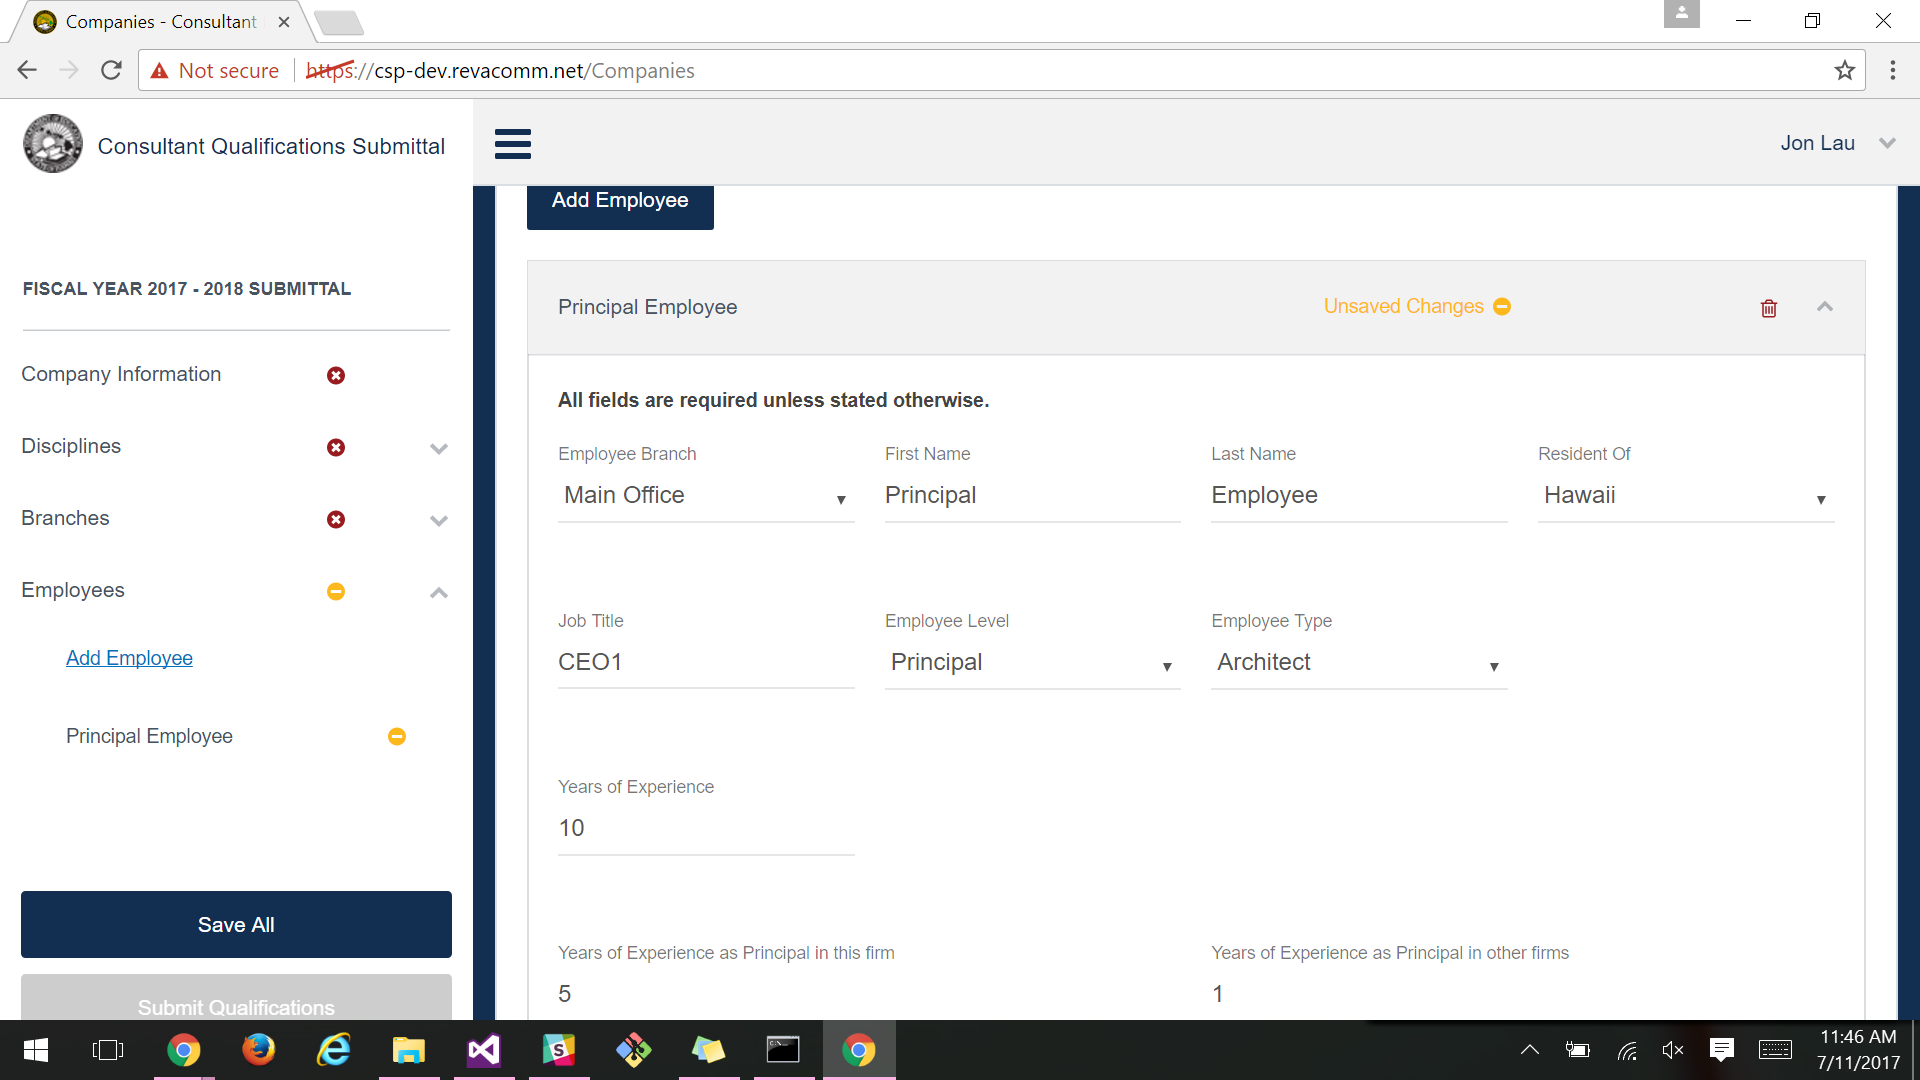 Companies - Consultant
Not secure
https://csp-dev.revacomm.net/Companies
Consultant Qualifications Submittal
Jon Lau
FISCAL YEAR 2017 - 2018 SUBMITTAL
Company Information
Disciplines
Branches
Employees
Add Employee
Principal Employee
Save All
Submit Qualifications
Add Employee
Principal Employee
Unsaved Changes
All fields are required unless stated otherwise.
Employee Branch
Main Office
First Name
Principal
Last Name
Employee
Resident Of
Hawaii
Job Title
CEO1
Employee Level
Principal
Employee Type
Architect
Years of Experience
10
Years of Experience as Principal in this firm
5
Years of Experience as Principal in other firms
1
11:46 AM
7/11/2017